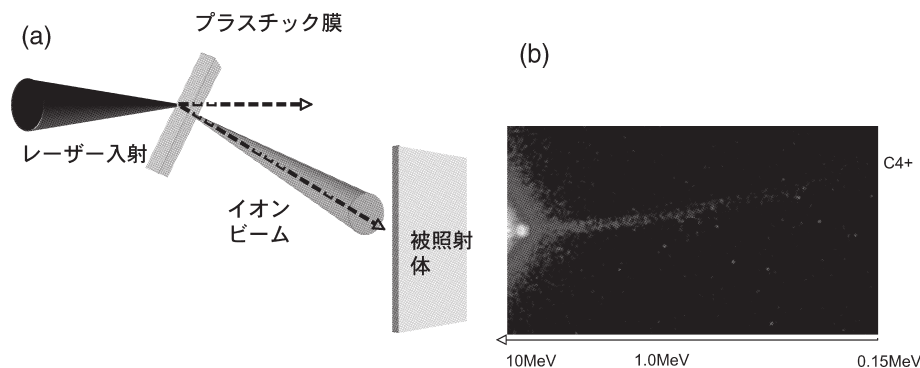 (a)
プラスチック膜
レーザー入射
イオン
ビーム
被照射
体
(b)
C4+
10MeV
1.0MeV
0.15MeV